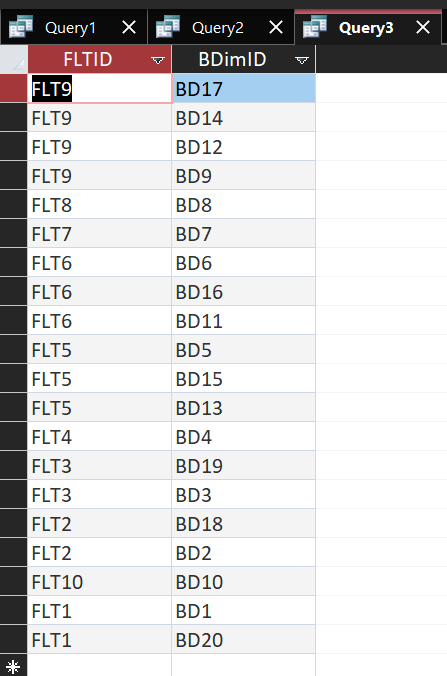 Query1 Query2 Query3
FLTID BDimID
FLT9 BD17
FLT9 BD14
FLT9 BD12
FLT9 BD9
FLT8 BD8
FLT7 BD7
FLT6 BD6
FLT6 BD16
FLT6 BD11
FLT5 BD5
FLT5 BD15
FLT5 BD13
FLT4 BD4
FLT3 BD19
FLT3 BD3
FLT2 BD18
FLT2 BD2
FLT10 BD10
FLT1 BD1
FLT1 BD20